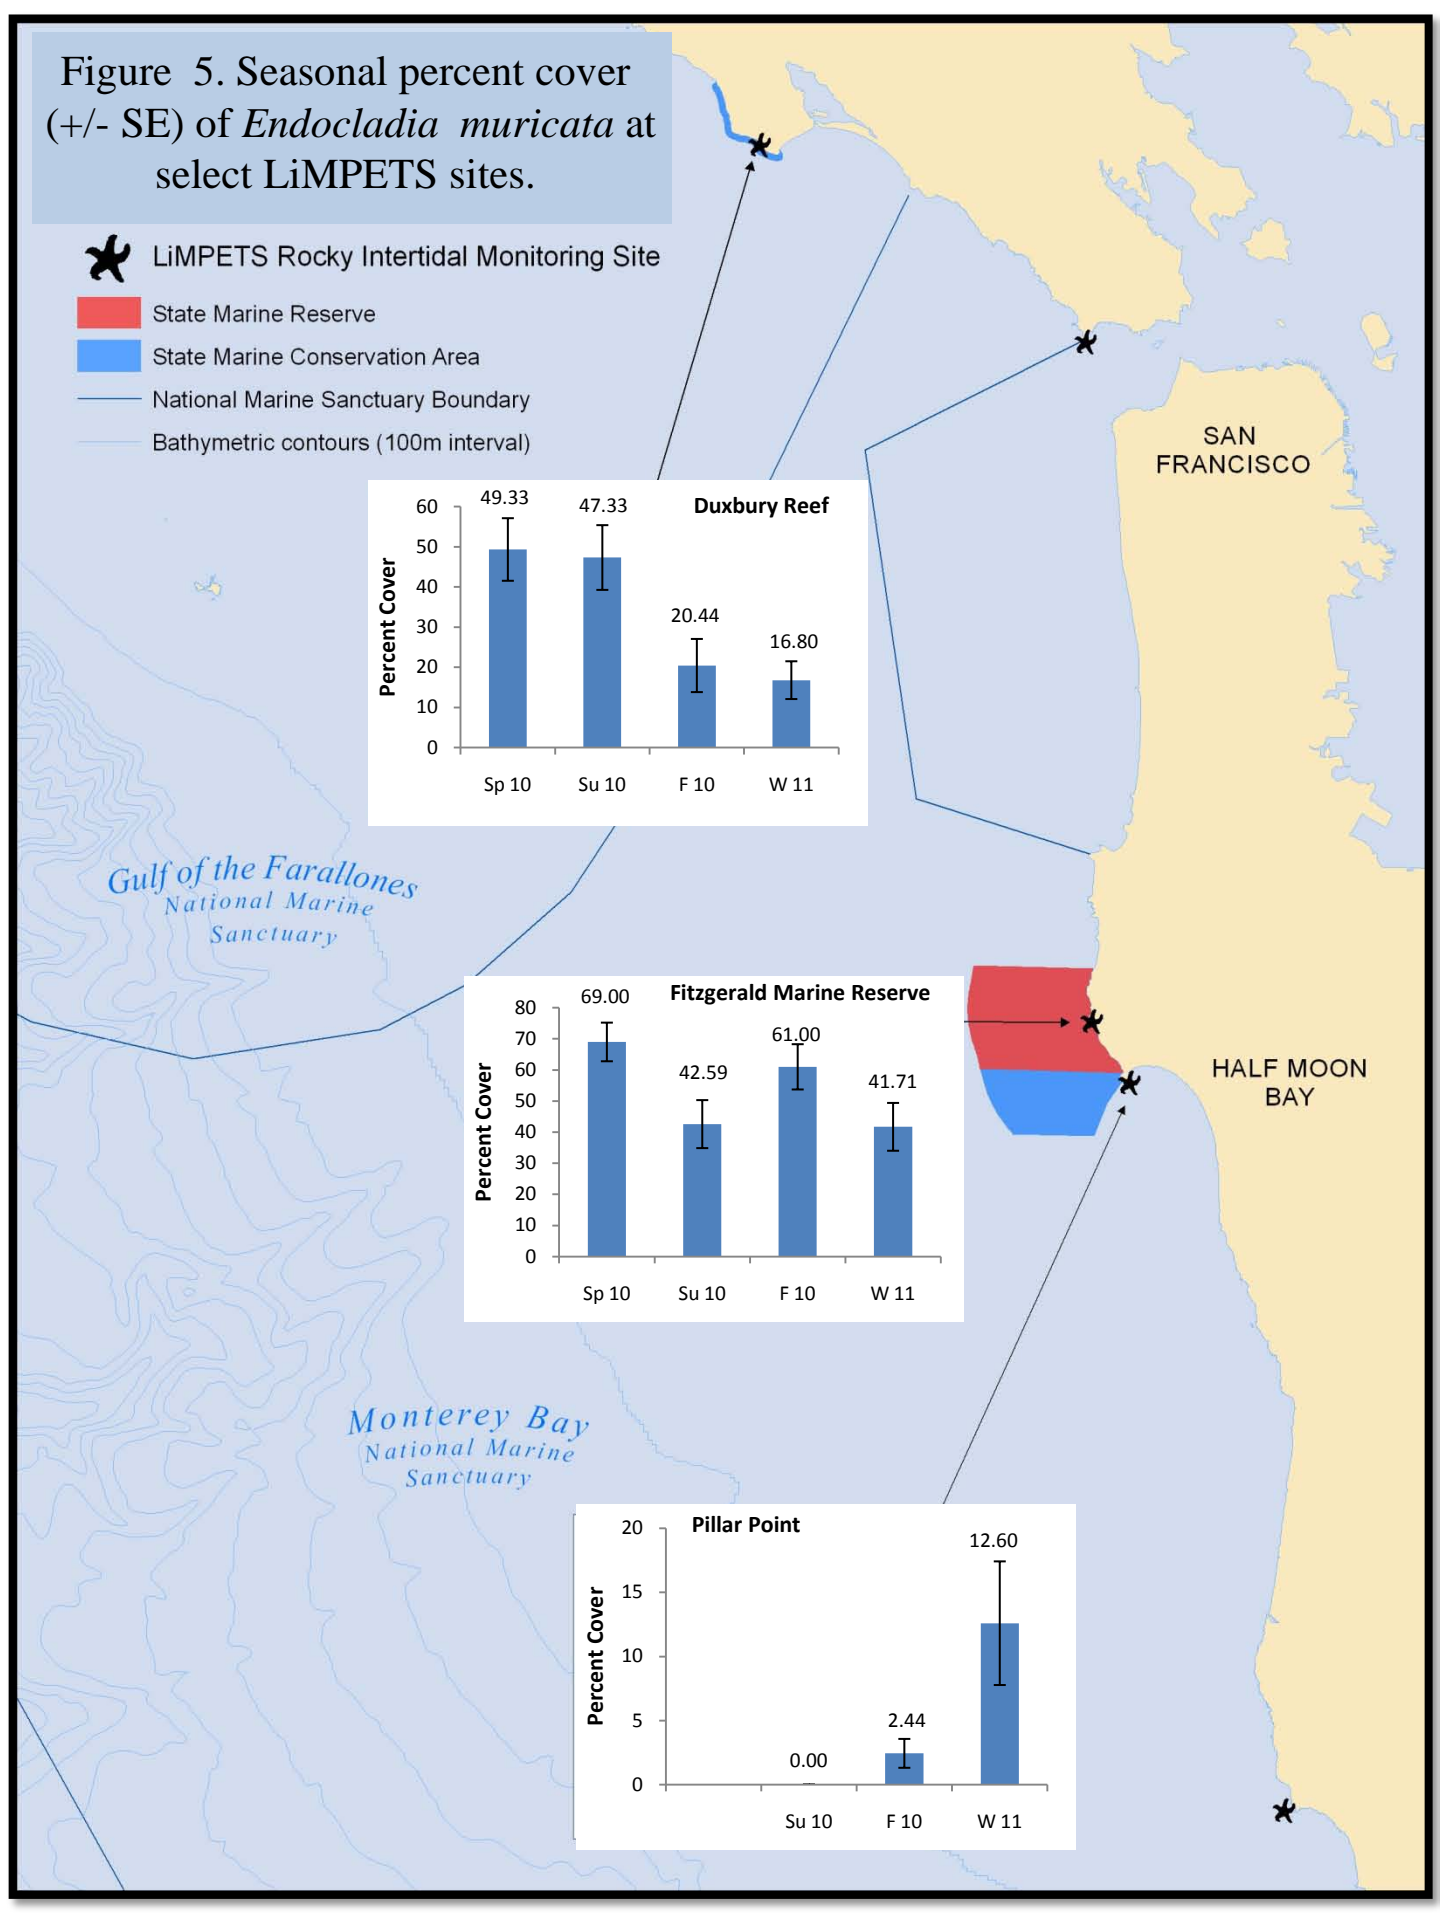 Figure 5. Seasonal percent cover
(+/- SE) of Endocladia muricata at
select LiMPETS sites.
LiMPETS Rocky Intertidal Monitoring Site
State Marine Reserve
State Marine Conservation Area
National Marine Sanctuary Boundary
Bathymetric contours (100m interval)
SAN
FRANCISCO
Duxbury Reef
Percent Cover
60
50
40
30
20
10
0
49.33
47.33
20.44
16.80
Sp 10
Su 10
F 10
W 11
Gulf of the Farallones
National Marine
Sanctuary
Fitzgerald Marine Reserve
Percent Cover
80
70
60
50
40
30
20
10
0
69.00
42.59
61.00
41.71
Sp 10
Su 10
F 10
W 11
HALF MOON
BAY
Monterey Bay
National Marine
Sanctuary
Pillar Point
Percent Cover
20
15
10
5
0
0.00
2.44
12.60
Su 10
F 10
W 11